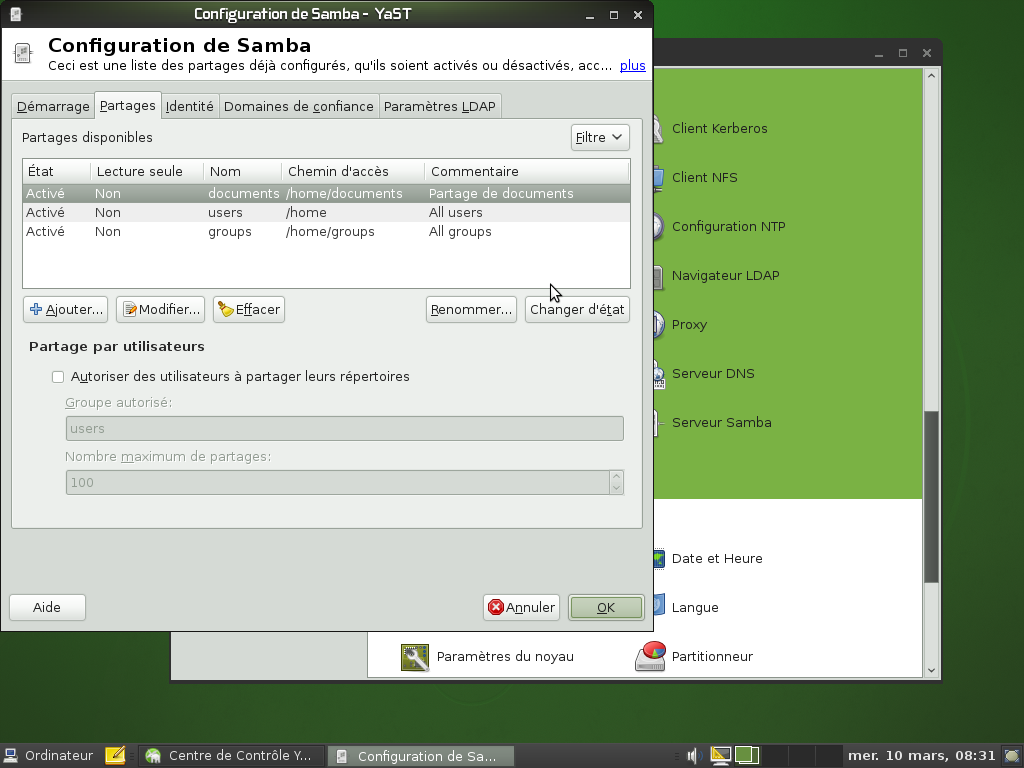 Configuration de Samba - YaST
Configuration de Samba
Ceci est une liste des partages déjà configurés, qu'ils soient activés ou désactivés, acc... plus
Démarrage Partages Identité Domaines de confiance Paramètres LDAP
Partages disponibles Filtre
État Lecture seule Nom Chemin d'accès Commentaire
Activé Non documents /home/documents Partage de documents
Activé Non users /home All users
Activé Non groups /home/groups All groups
Ajouter... Modifier... Effacer Renommer... Changer d'état
Partage par utilisateurs
Autoriser des utilisateurs à partager leurs répertoires
Groupe autorisé:
users
Nombre maximum de partages:
100
Aide Annuler OK
Client Kerberos
Client NFS
Configuration NTP
Navigateur LDAP
Proxy
Serveur DNS
Serveur Samba
Date et Heure
Langue
Paramètres du noyau Partitionneur
Ordinateur Centre de Contrôle Y... Configuration de Sa... mer. 10 mars, 08:31